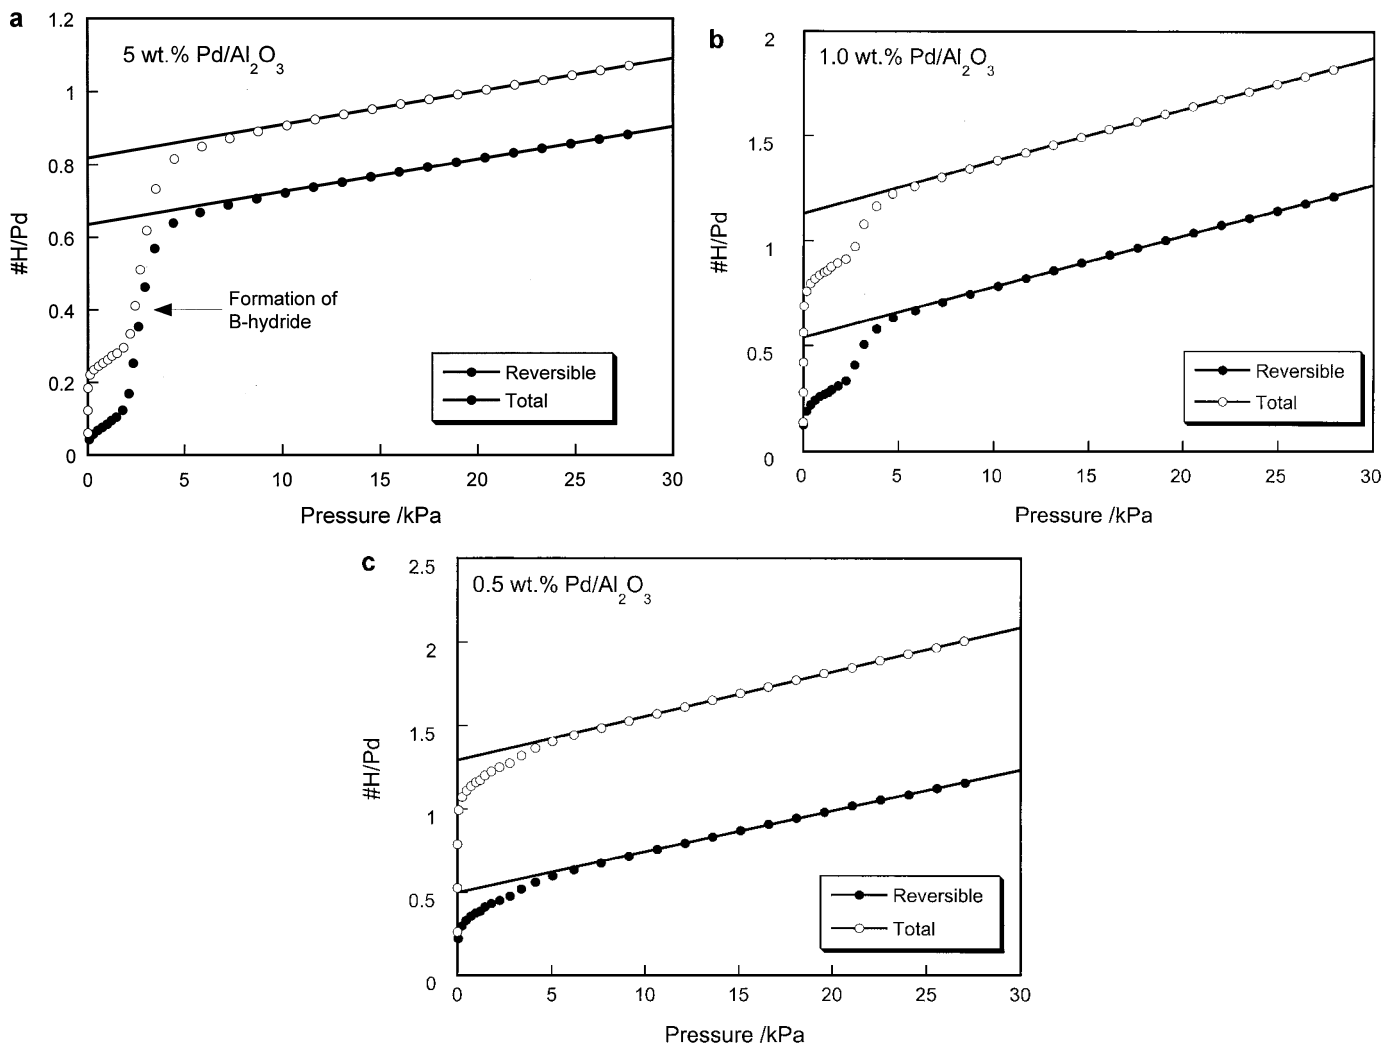 a
5 wt.% Pd/Al2O3
1.2
1
0.8
0.6
0.4
0.2
0
#H/Pd
Formation of
B-hydride
Reversible
Total
0 5 10 15 20 25 30
Pressure /kPa
b
1.0 wt.% Pd/Al2O3
2
1.5
1
0.5
0
#H/Pd
Reversible
Total
0 5 10 15 20 25 30
Pressure /kPa
c
0.5 wt.% Pd/Al2O3
2.5
2
1.5
1
0.5
0
#H/Pd
Reversible
Total
0 5 10 15 20 25 30
Pressure /kPa